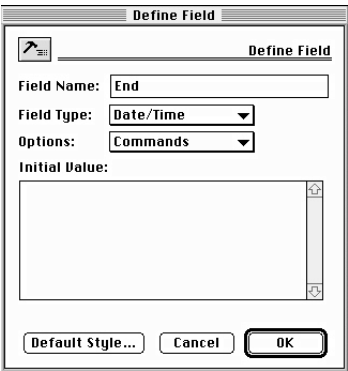 Define Field
Define Field
Field Name: End
Field Type: Date/Time
Options: Commands
Initial Value:
Default Style... Cancel OK